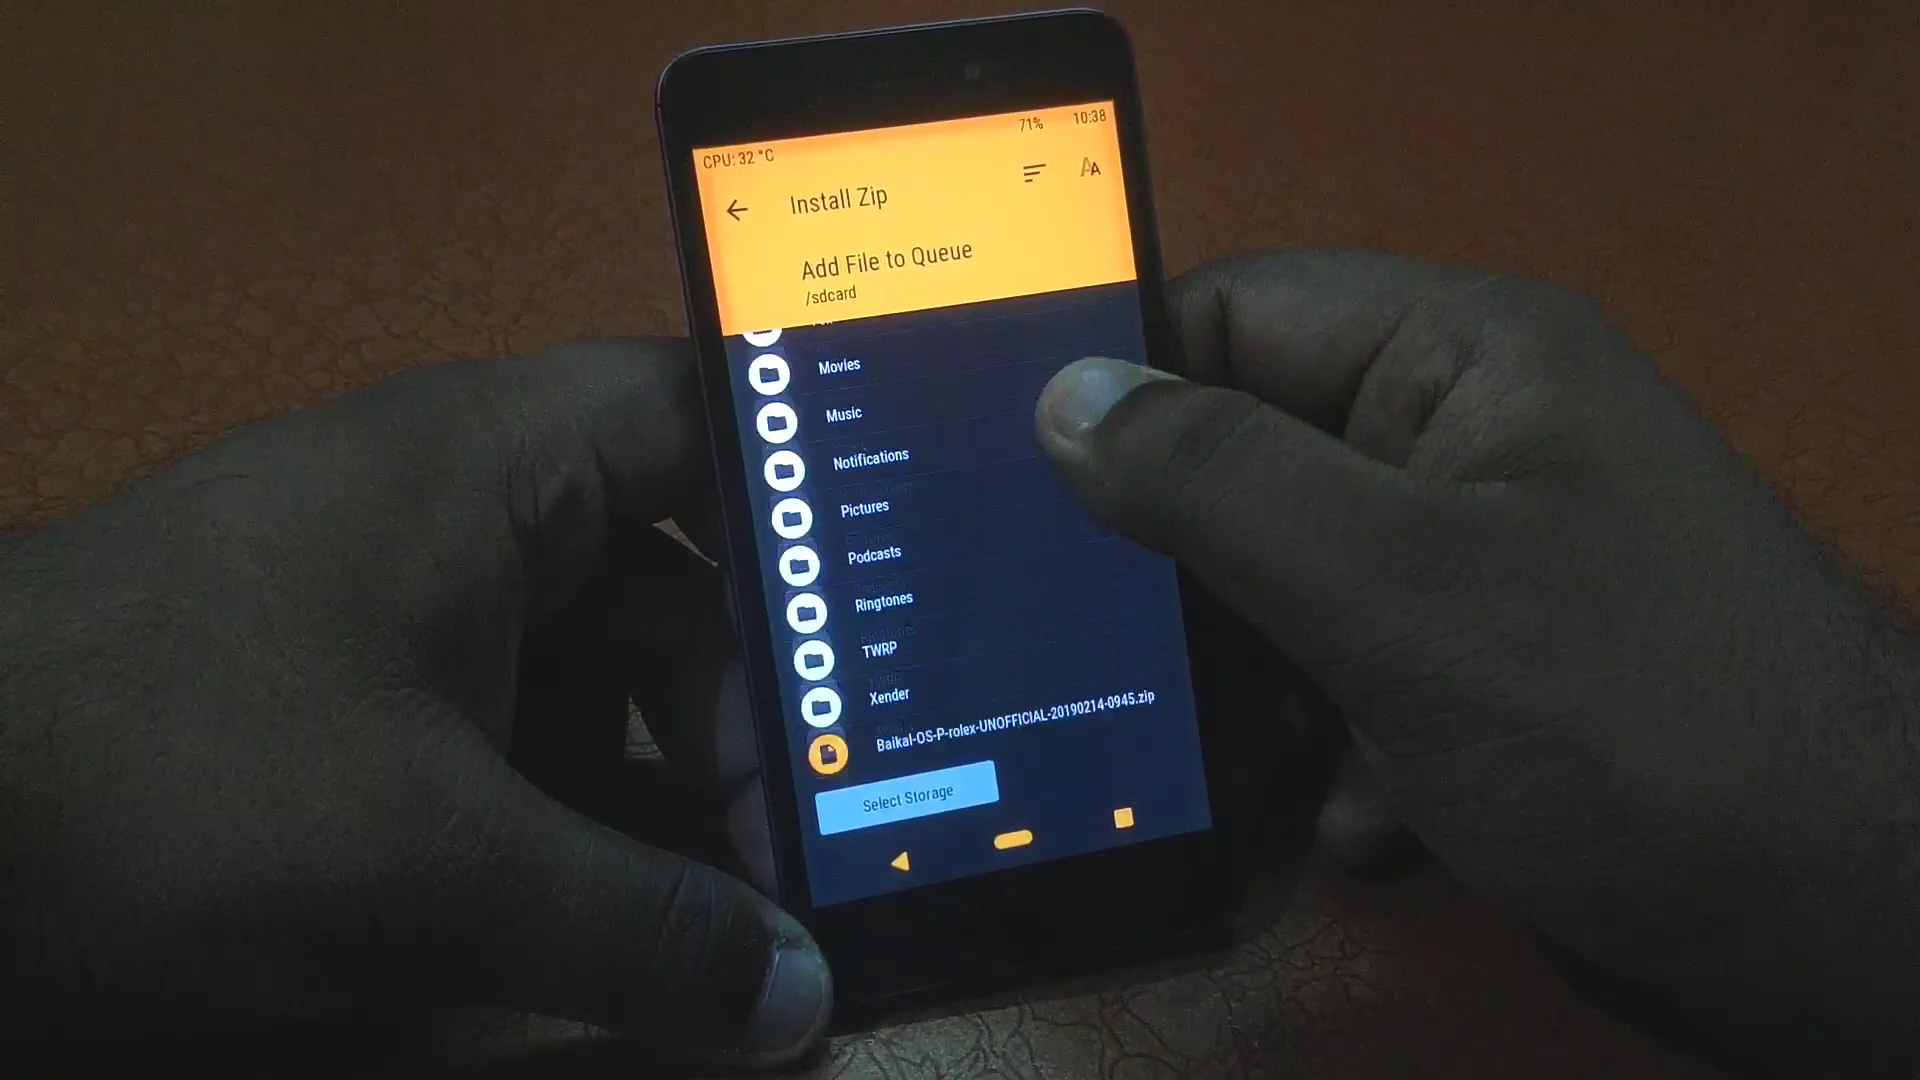 CPU: 32 °C
71%
10:38
Install Zip
AA
Add File to Queue
/sdcard
Movies
Music
Notifications
Pictures
Podcasts
Ringtones
TWRP
Xender
Baikal-OS-P-rolex-UNOFFICIAL-20190214-0945.zip
Select Storage